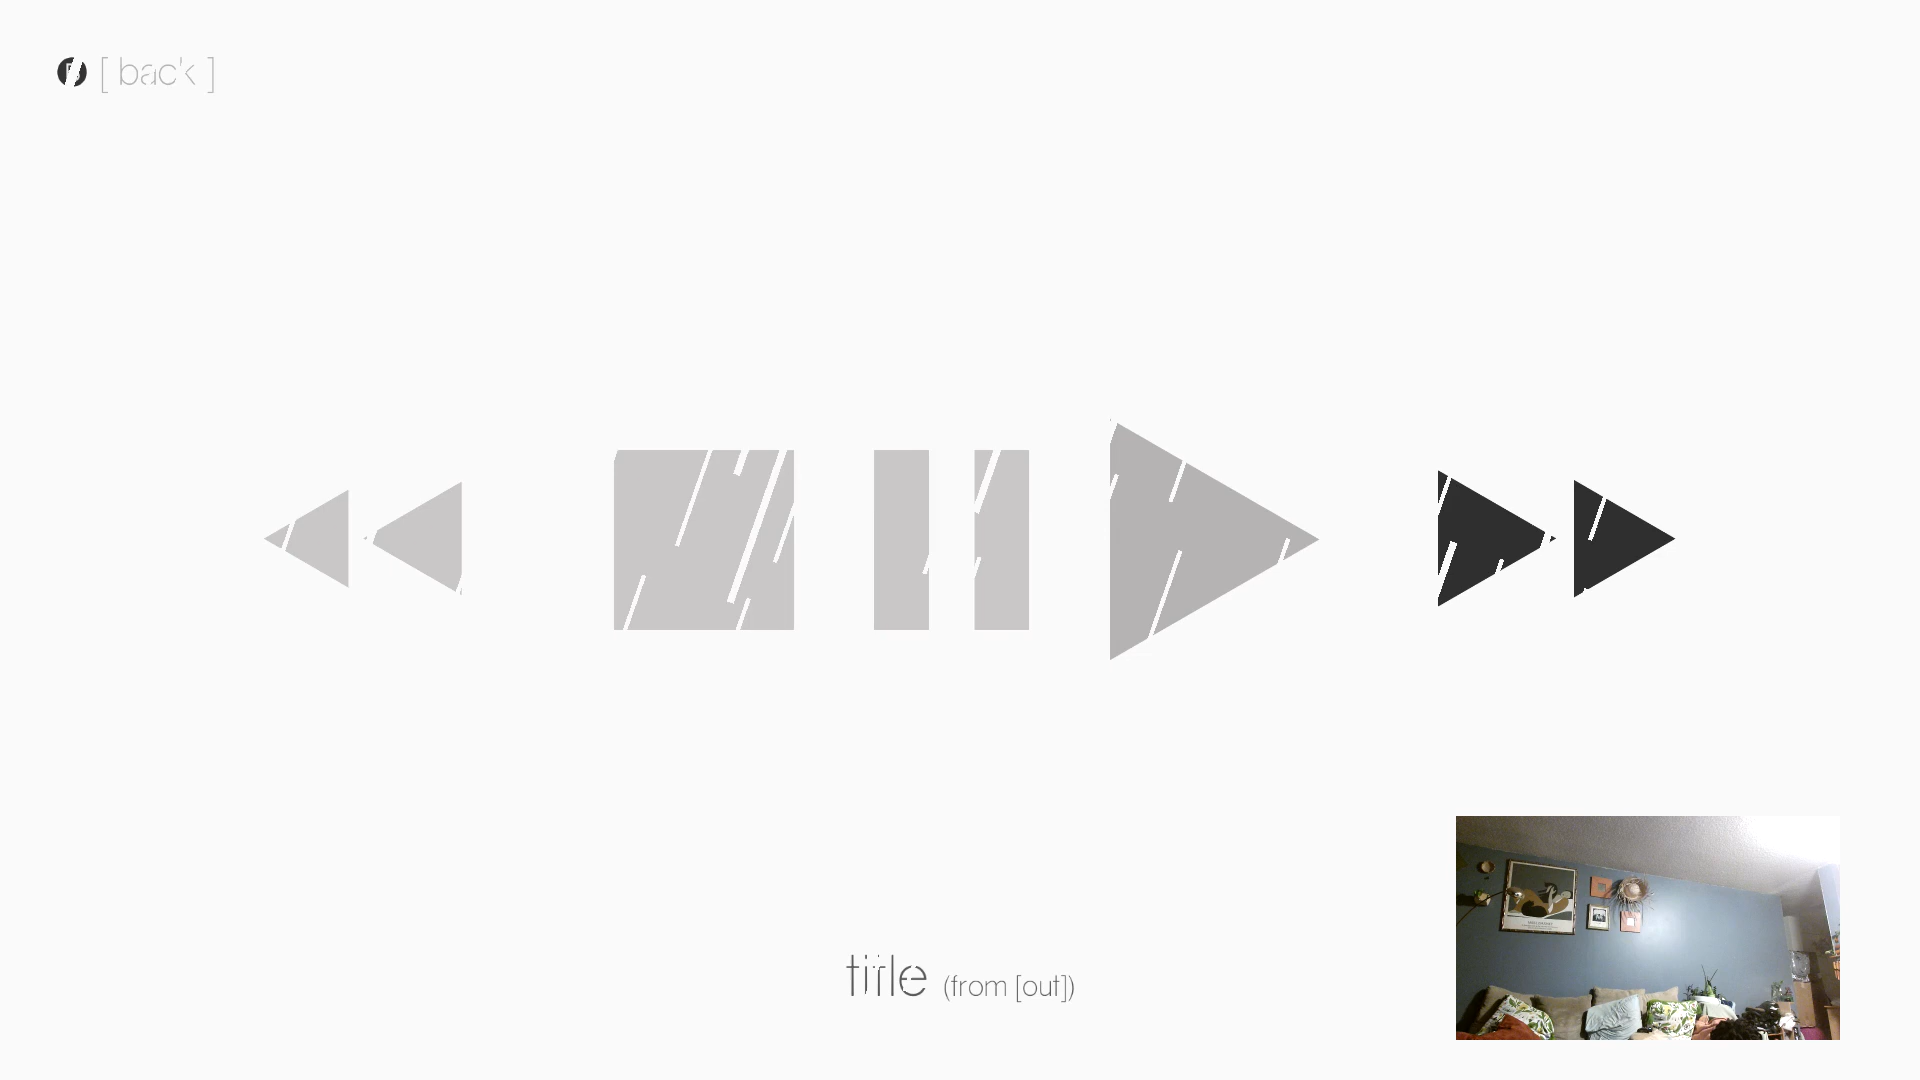 [ back ]
title (from [out])